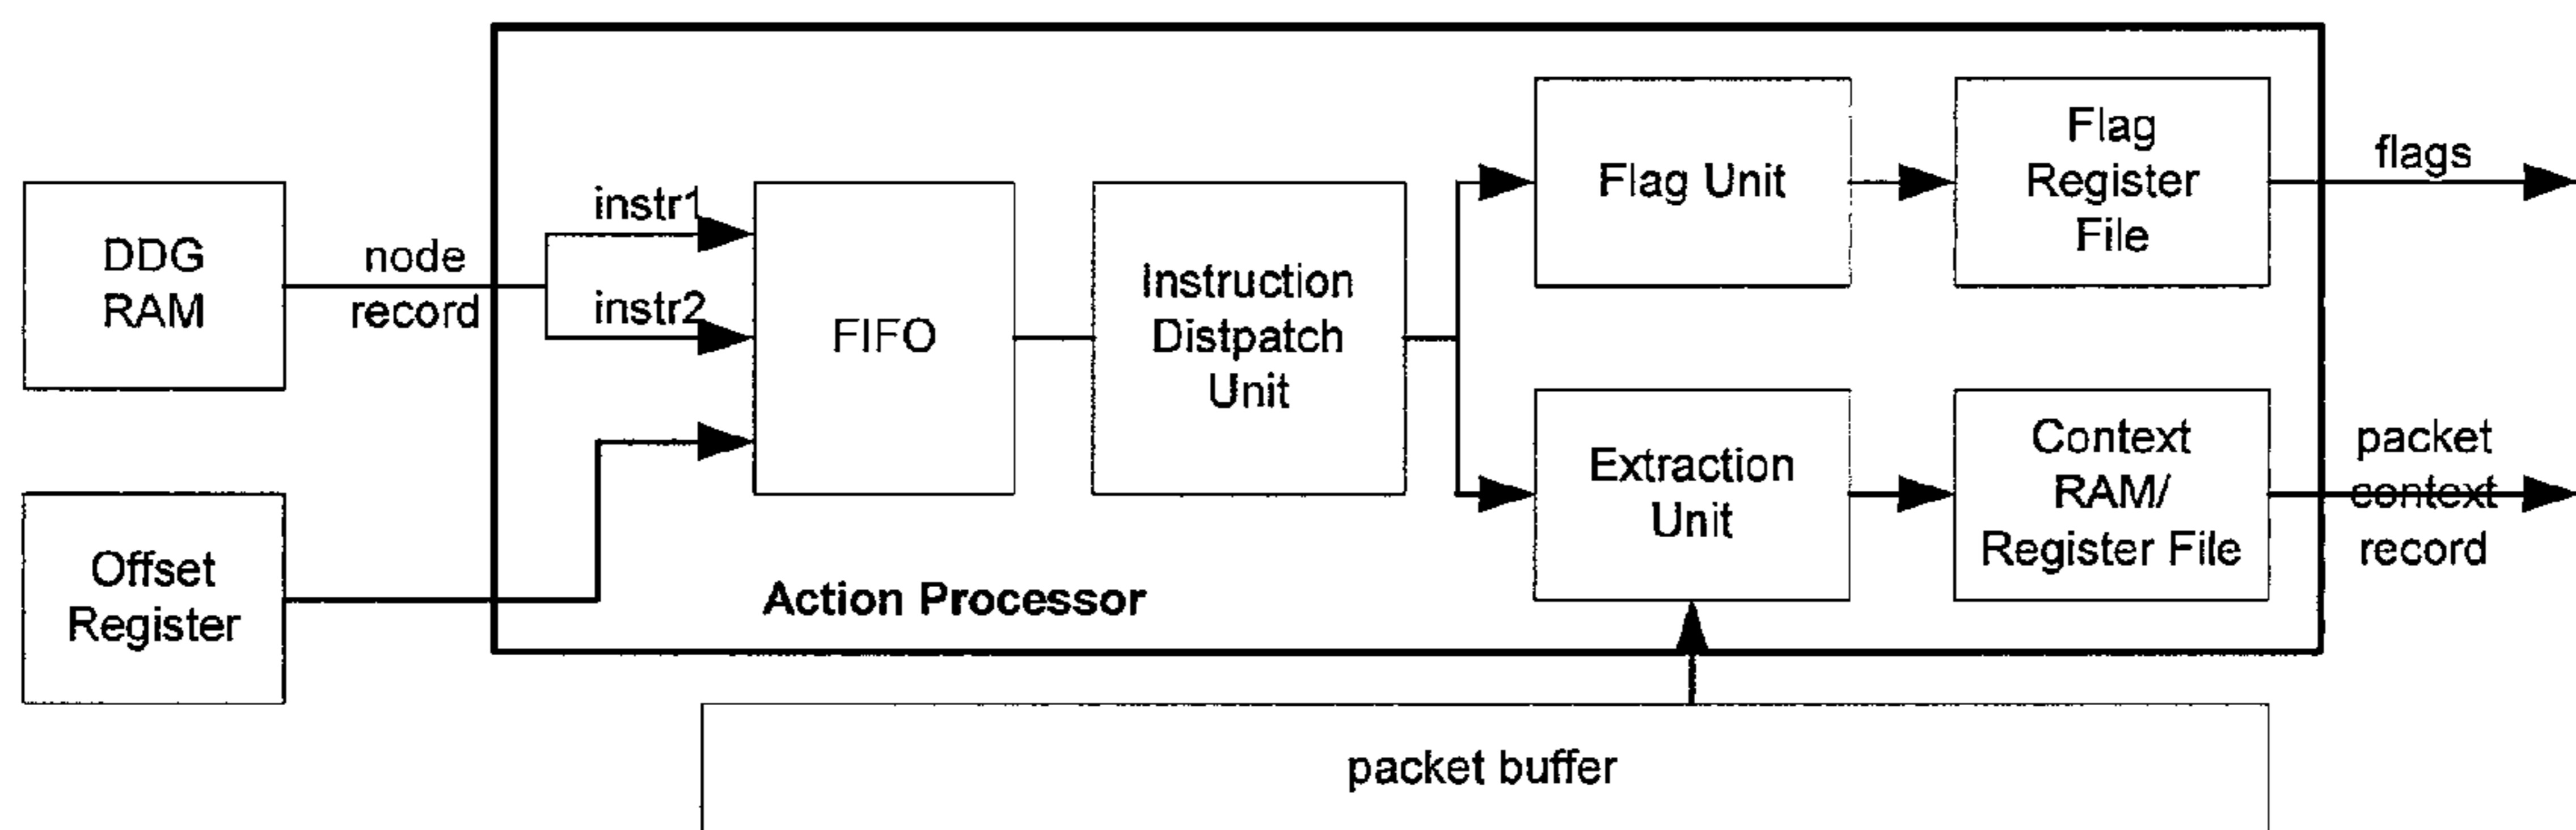 DDG
RAM
node
record
instr1
instr2
FIFO
Instruction
Distpatch
Unit
Flag Unit
Flag
Register
File
flags
Offset
Register
Action Processor
Extraction
Unit
Context
RAM/
Register File
packet
context
record
packet buffer